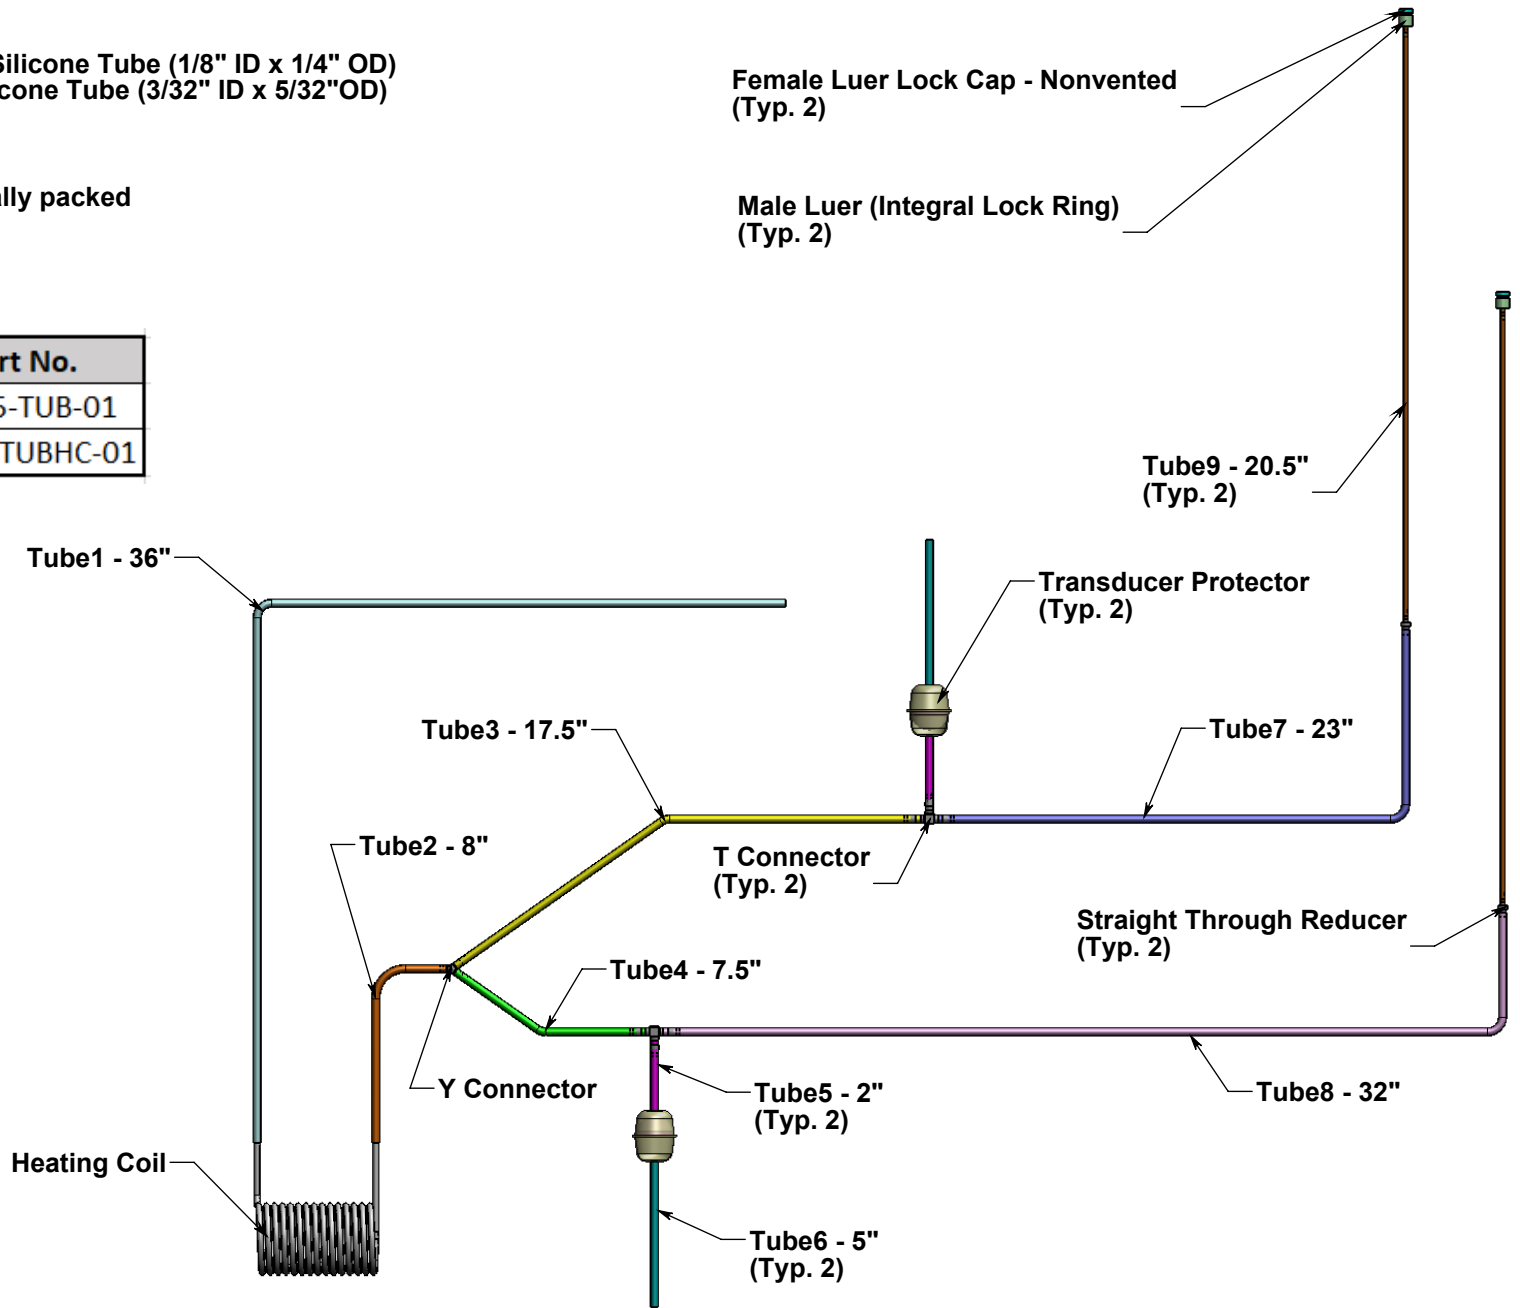 Silicone Tube (1/8" ID x 1/4" OD)
cone Tube (3/32" ID x 5/32"OD)
ally packed
rt No.
5-TUB-01
TUBHC-01
Female Luer Lock Cap - Nonvented
(Typ. 2)
Male Luer (Integral Lock Ring)
(Typ. 2)
Tube9 - 20.5"
(Typ. 2)
Tube1 - 36"
Transducer Protector
(Typ. 2)
Tube3 - 17.5"
Tube7 - 23"
Tube2 - 8"
T Connector
(Typ. 2)
Straight Through Reducer
(Typ. 2)
Tube4 - 7.5"
Y Connector
Tube5 - 2"
(Typ. 2)
Tube8 - 32"
Heating Coil
Tube6 - 5"
(Typ. 2)